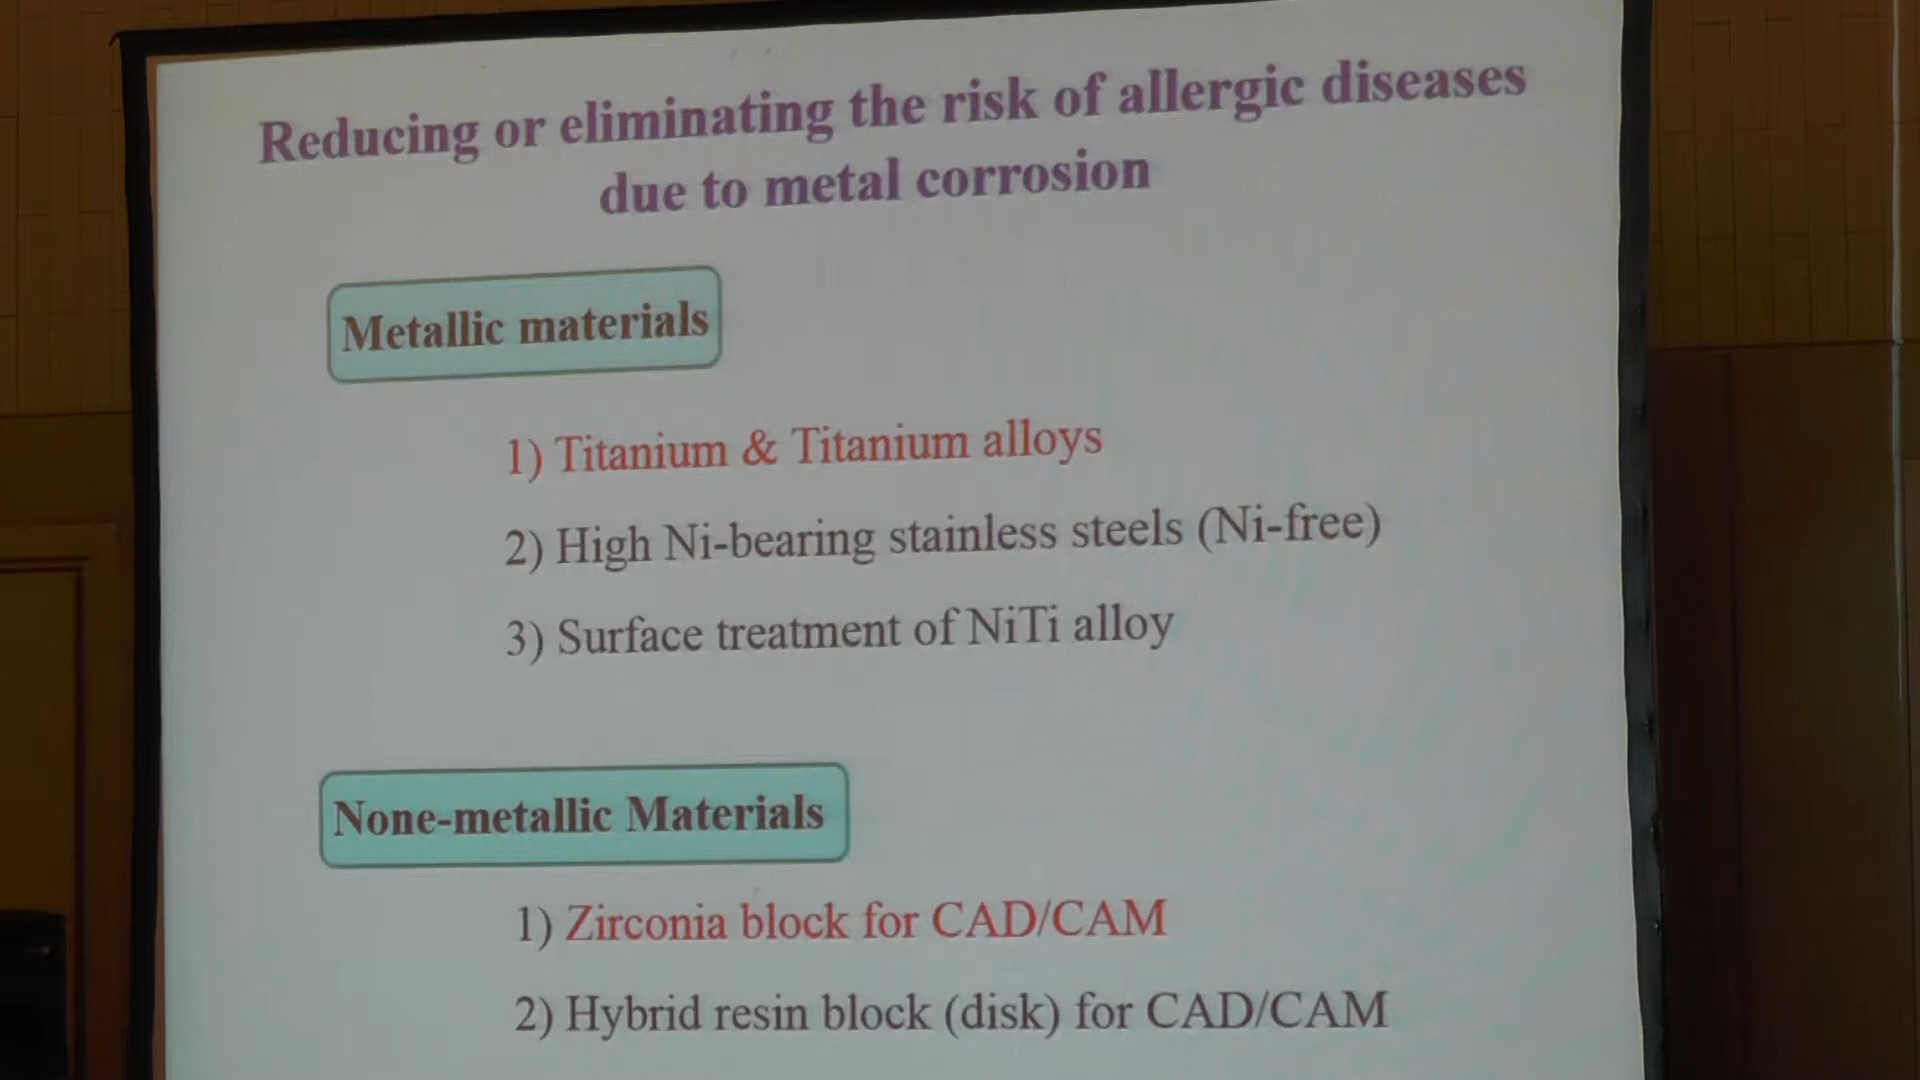 Reducing or eliminating the risk of allergic diseases
due to metal corrosion
Metallic materials
1) Titanium & Titanium alloys
2) High Ni-bearing stainless steels (Ni-free)
3) Surface treatment of NiTi alloy
None-metallic Materials
1) Zirconia block for CAD/CAM
2) Hybrid resin block (disk) for CAD/CAM